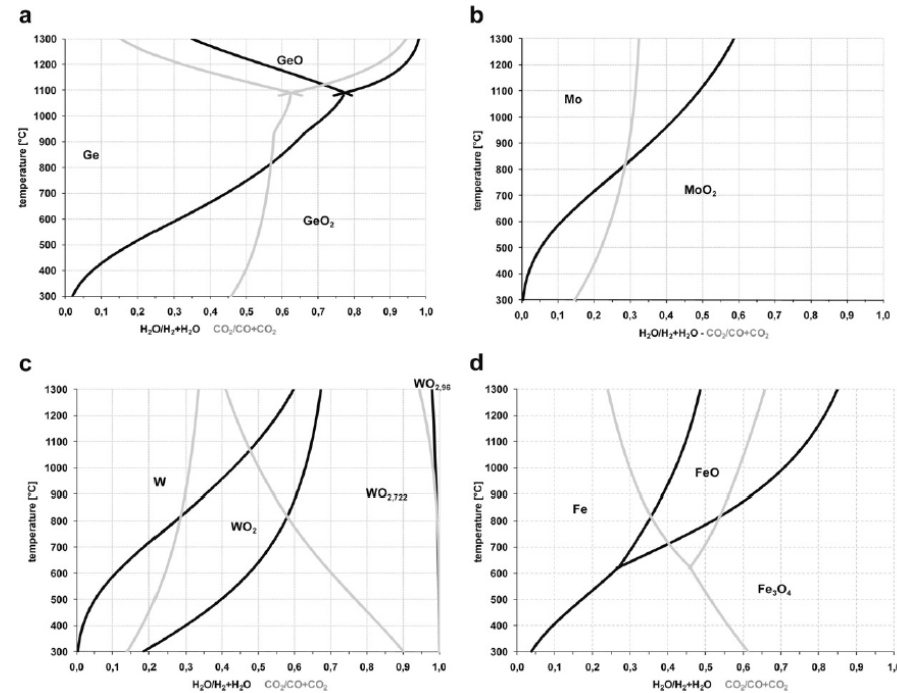 a
1300
1200
1100
1000
900
800
700
600
500
400
300
temperature [°C]
GeO
Ge
GeO₂
0,0 0,1 0,2 0,3 0,4 0,5 0,6 0,7 0,8 0,9 1,0
H₂O/H₂+H₂O CO₂/CO+CO₂
b
1300
1200
1100
1000
900
800
700
600
500
400
300
temperature [°C]
Mo
MoO₂
0,0 0,1 0,2 0,3 0,4 0,5 0,6 0,7 0,8 0,9 1,0
H₂O/H₂+H₂O - CO₂/CO+CO₂
c
1300
1200
1100
1000
900
800
700
600
500
400
300
temperature [°C]
WO₂,₉₆
W
WO₂,₇₂₂
WO₂
0,0 0,1 0,2 0,3 0,4 0,5 0,6 0,7 0,8 0,9 1,0
H₂O/H₂+H₂O CO₂/CO+CO₂
d
1300
1200
1100
1000
900
800
700
600
500
400
300
temperature [°C]
FeO
Fe
Fe₃O₄
0,0 0,1 0,2 0,3 0,4 0,5 0,6 0,7 0,8 0,9 1,0
H₂O/H₂+H₂O CO₂/CO+CO₂